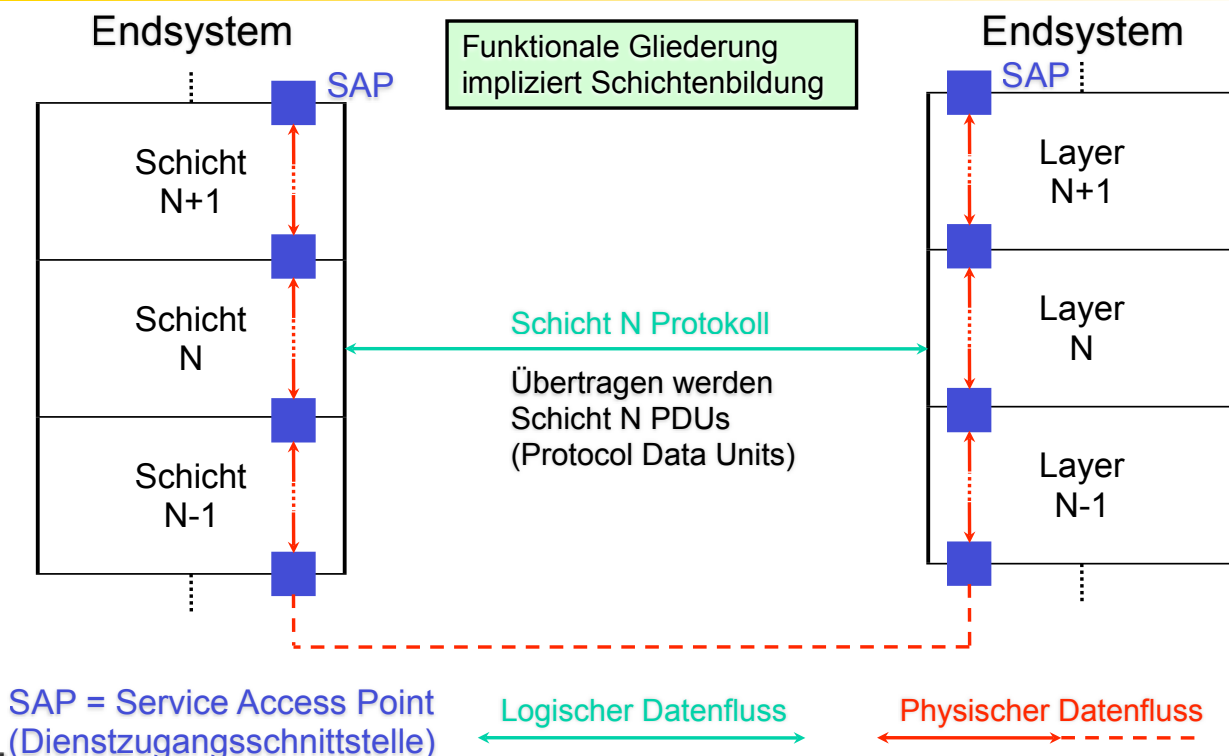 Endsystem
Funktionale Gliederung
impliziert Schichtenbildung
Endsystem
SAP
SAP
Schicht
N+1
Layer
N+1
Schicht
N
Schicht N Protokoll
Layer
N
Übertragen werden
Schicht N PDUs
(Protocol Data Units)
Schicht
N-1
Layer
N-1
SAP = Service Access Point
(Dienstzugangsschnittstelle)
Logischer Datenfluss
Physischer Datenfluss